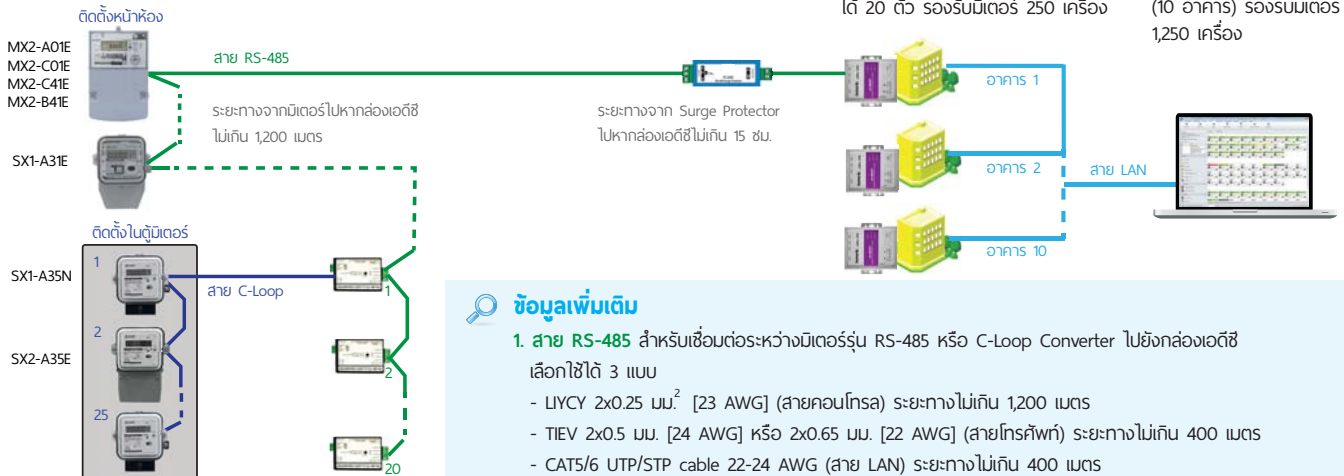 ได้ 20 ตัว รองรับมิเตอร์ 250 เครื่อง
(10 อาคาร) รองรับมิเตอร์
1,250 เครื่อง
ติดตั้งหน้าห้อง
MX2-A01E
MX2-C01E
MX2-C41E
MX2-B41E
สาย RS-485
ระยะทางจากมิเตอร์ไปหากล่องเอดีซี
ไม่เกิน 1,200 เมตร
ระยะทางจาก Surge Protector
ไปหากล่องเอดีซีไม่เกิน 15 ซม.
อาคาร 1
อาคาร 2
อาคาร 10
สาย LAN
SX1-A31E
ติดตั้งในตู้มิเตอร์
SX1-A35N
1
สาย C-Loop
1
SX2-A35E
2
2
25
20
ข้อมูลเพิ่มเติม
1. สาย RS-485 สำหรับเชื่อมต่อระหว่างมิเตอร์รุ่น RS-485 หรือ C-Loop Converter ไปยังกล่องเอดีซี
เลือกใช้ได้ 3 แบบ
- LIYCY 2x0.25 มม.² [23 AWG] (สายคอนโทรล) ระยะทางไม่เกิน 1,200 เมตร
- TIEV 2x0.5 มม. [24 AWG] หรือ 2x0.65 มม. [22 AWG] (สายโทรศัพท์) ระยะทางไม่เกิน 400 เมตร
- CAT5/6 UTP/STP cable 22-24 AWG (สาย LAN) ระยะทางไม่เกิน 400 เมตร